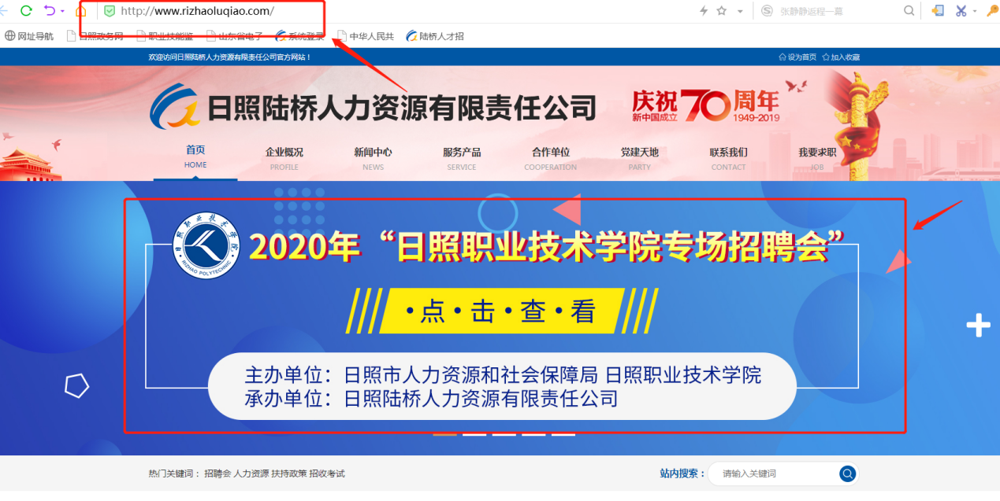 http://www.rizhaoluqiao.com/
张静静返程一幕
网址导航 日照政务网 职业技能鉴 山东省电子 系统登录 中华人民共 陆桥人才招
欢迎访问日照陆桥人力资源有限责任公司官方网站！
设为首页 加入收藏
日照陆桥人力资源有限责任公司
庆祝70周年
新中国成立 1949-2019
首页 企业概况 新闻中心 服务产品 合作单位 党建天地 联系我们 我要求职
HOME PROFILE NEWS SERVICE COOPERATION PARTY CONTACT JOB
日照职业技术学院
RIZHAO POLYTECHNIC
2020年“日照职业技术学院专场招聘会”
·点·击·查·看
主办单位：日照市人力资源和社会保障局 日照职业技术学院
承办单位：日照陆桥人力资源有限责任公司
热门关键词： 招聘会 人力资源 扶持政策 招收考试
站内搜索： 请输入关键词